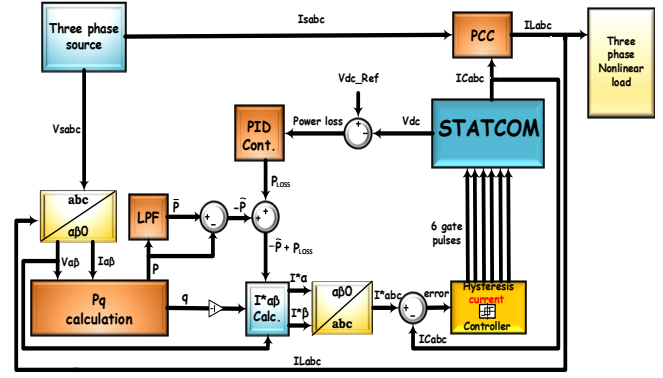 Three phase
source
Isabc
PCC
ILabc
Three
phase
Nonlinear
load
ICabc
Vdc_Ref
Vsabc
PID
Cont.
Power loss
+
-
Vdc
STATCOM
PLOSS
abc
αβ0
LPF
P̄
+
-
-P̃
+
+
6 gate
pulses
Vαβ
Iαβ
P
-P̃ + PLOSS
Pq
calculation
q
-1
I*αβ
Calc.
I*α
I*β
αβ0
abc
I*abc
+
-
error
Hysteresis
current
Controller
ICabc
ILabc